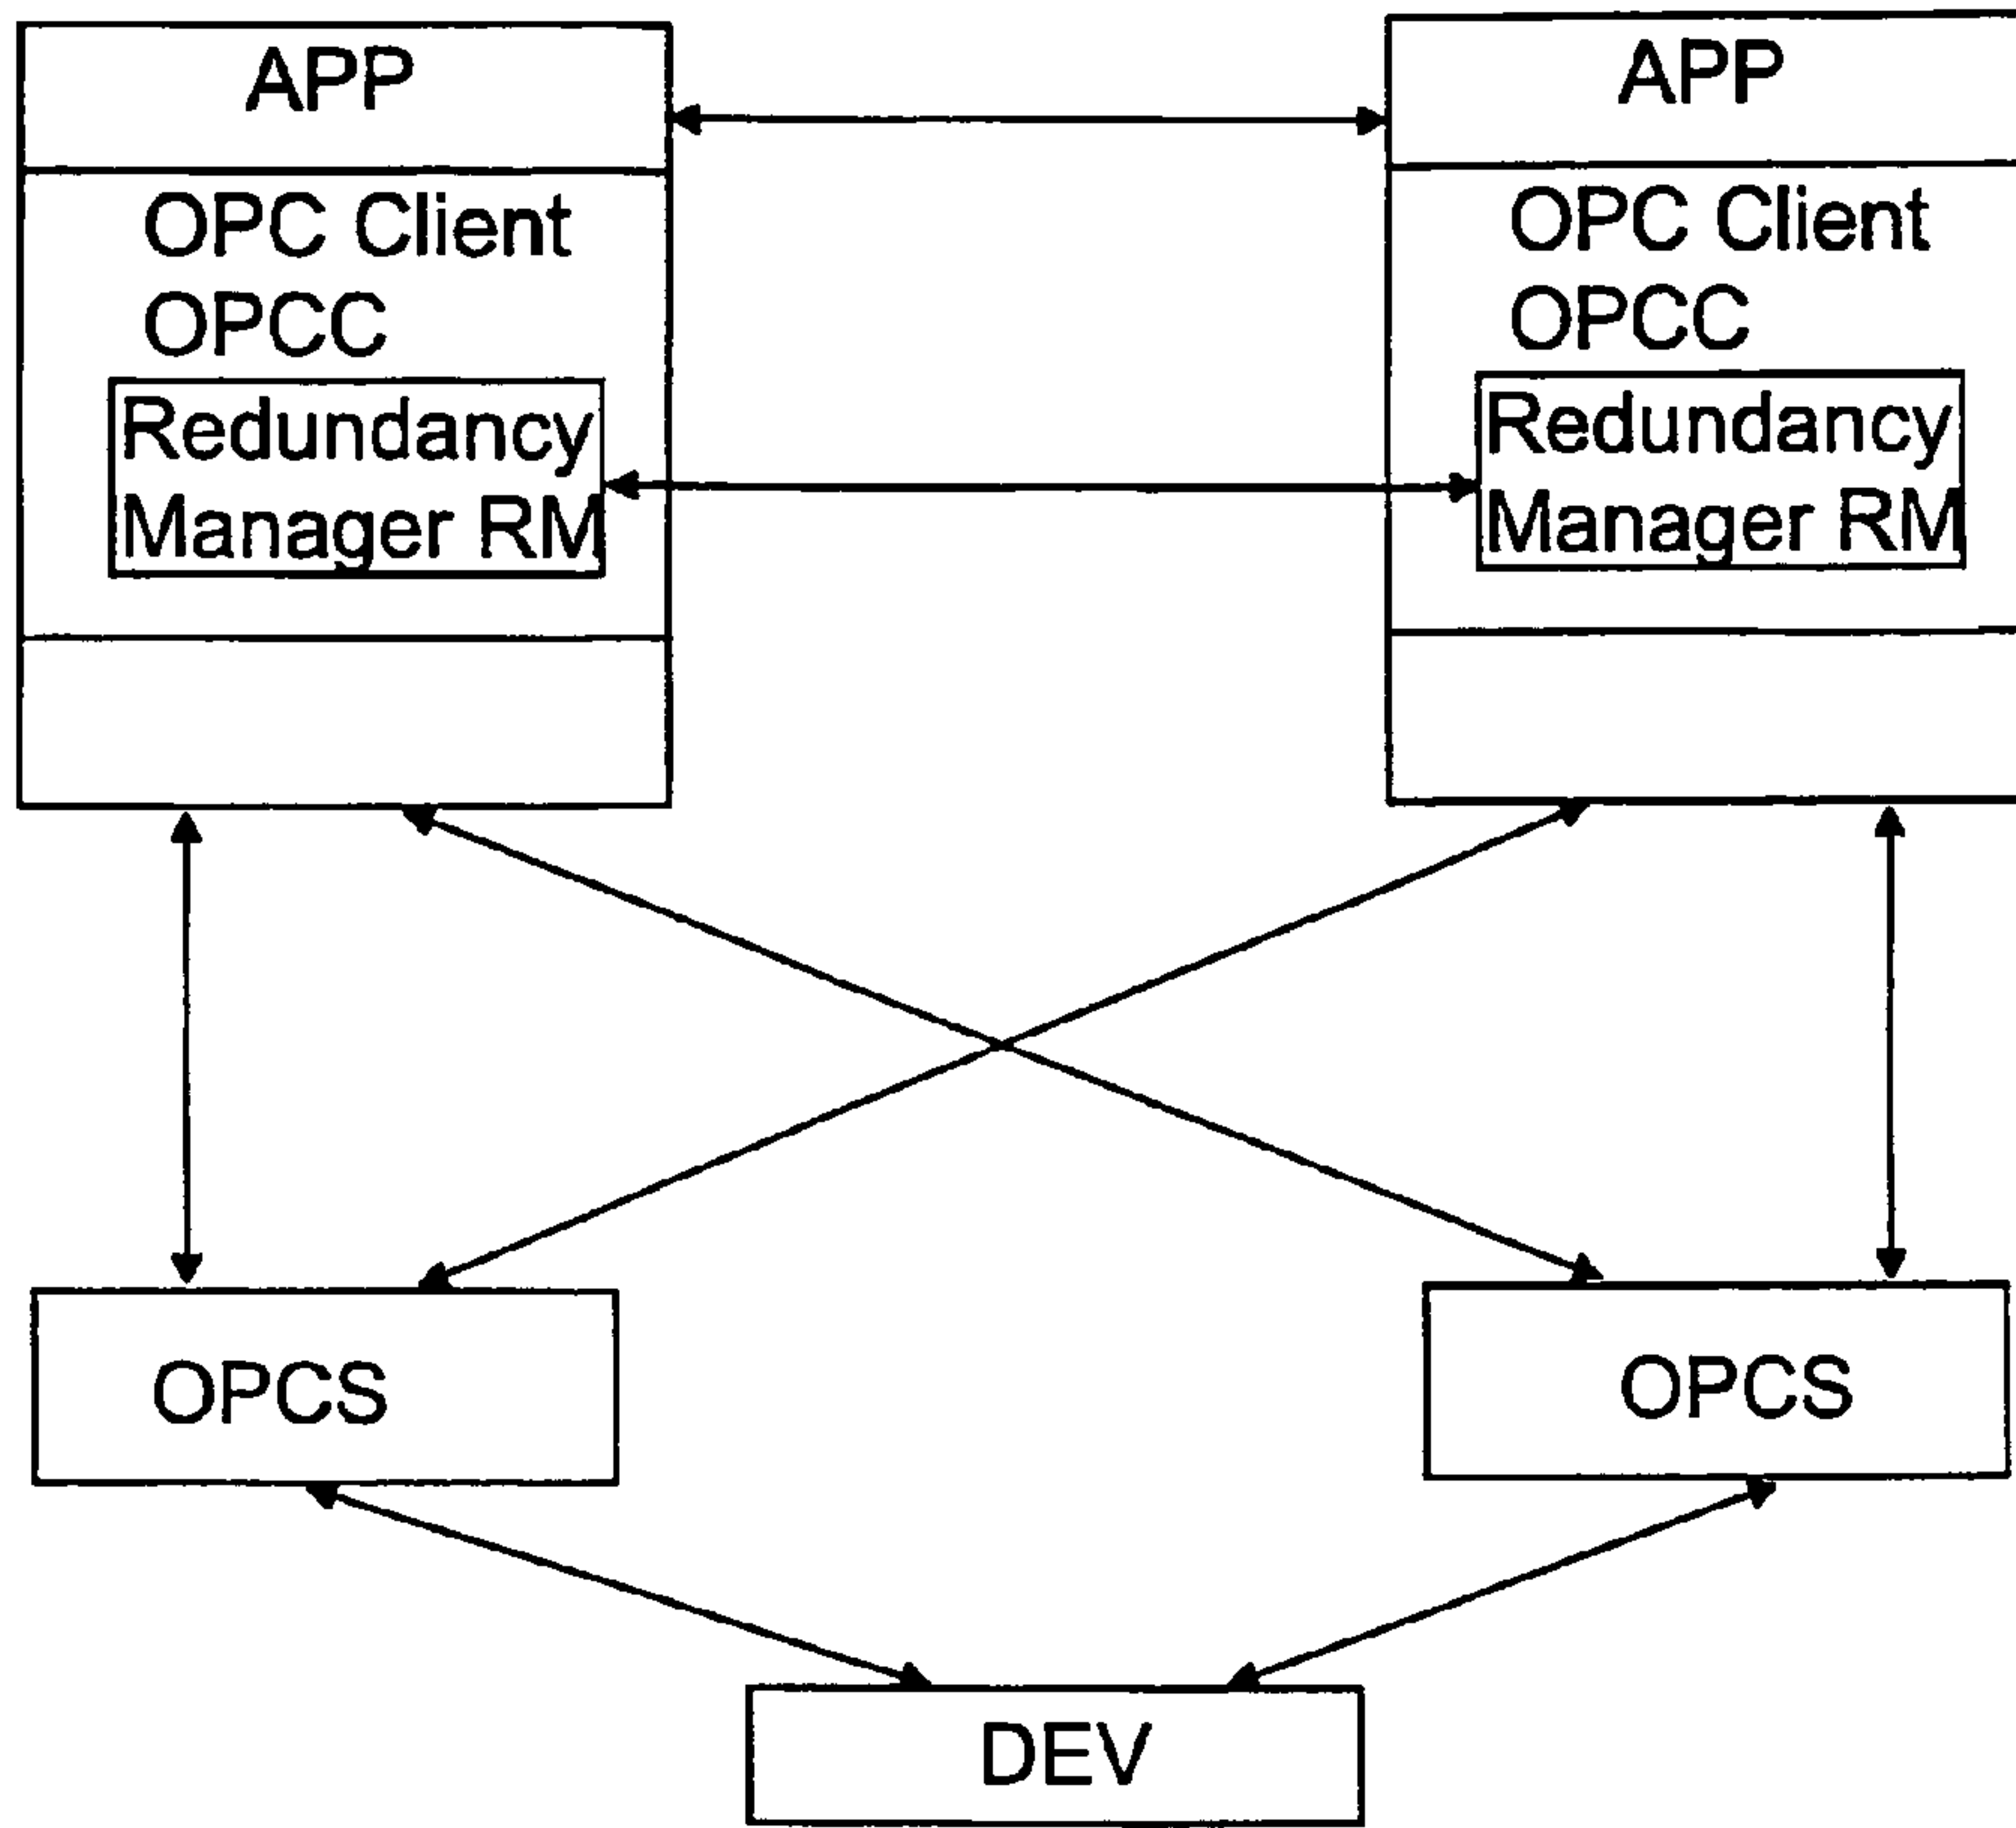 APP
OPC Client
OPCC
Redundancy
Manager RM
APP
OPC Client
OPCC
Redundancy
Manager RM
OPCS
OPCS
DEV